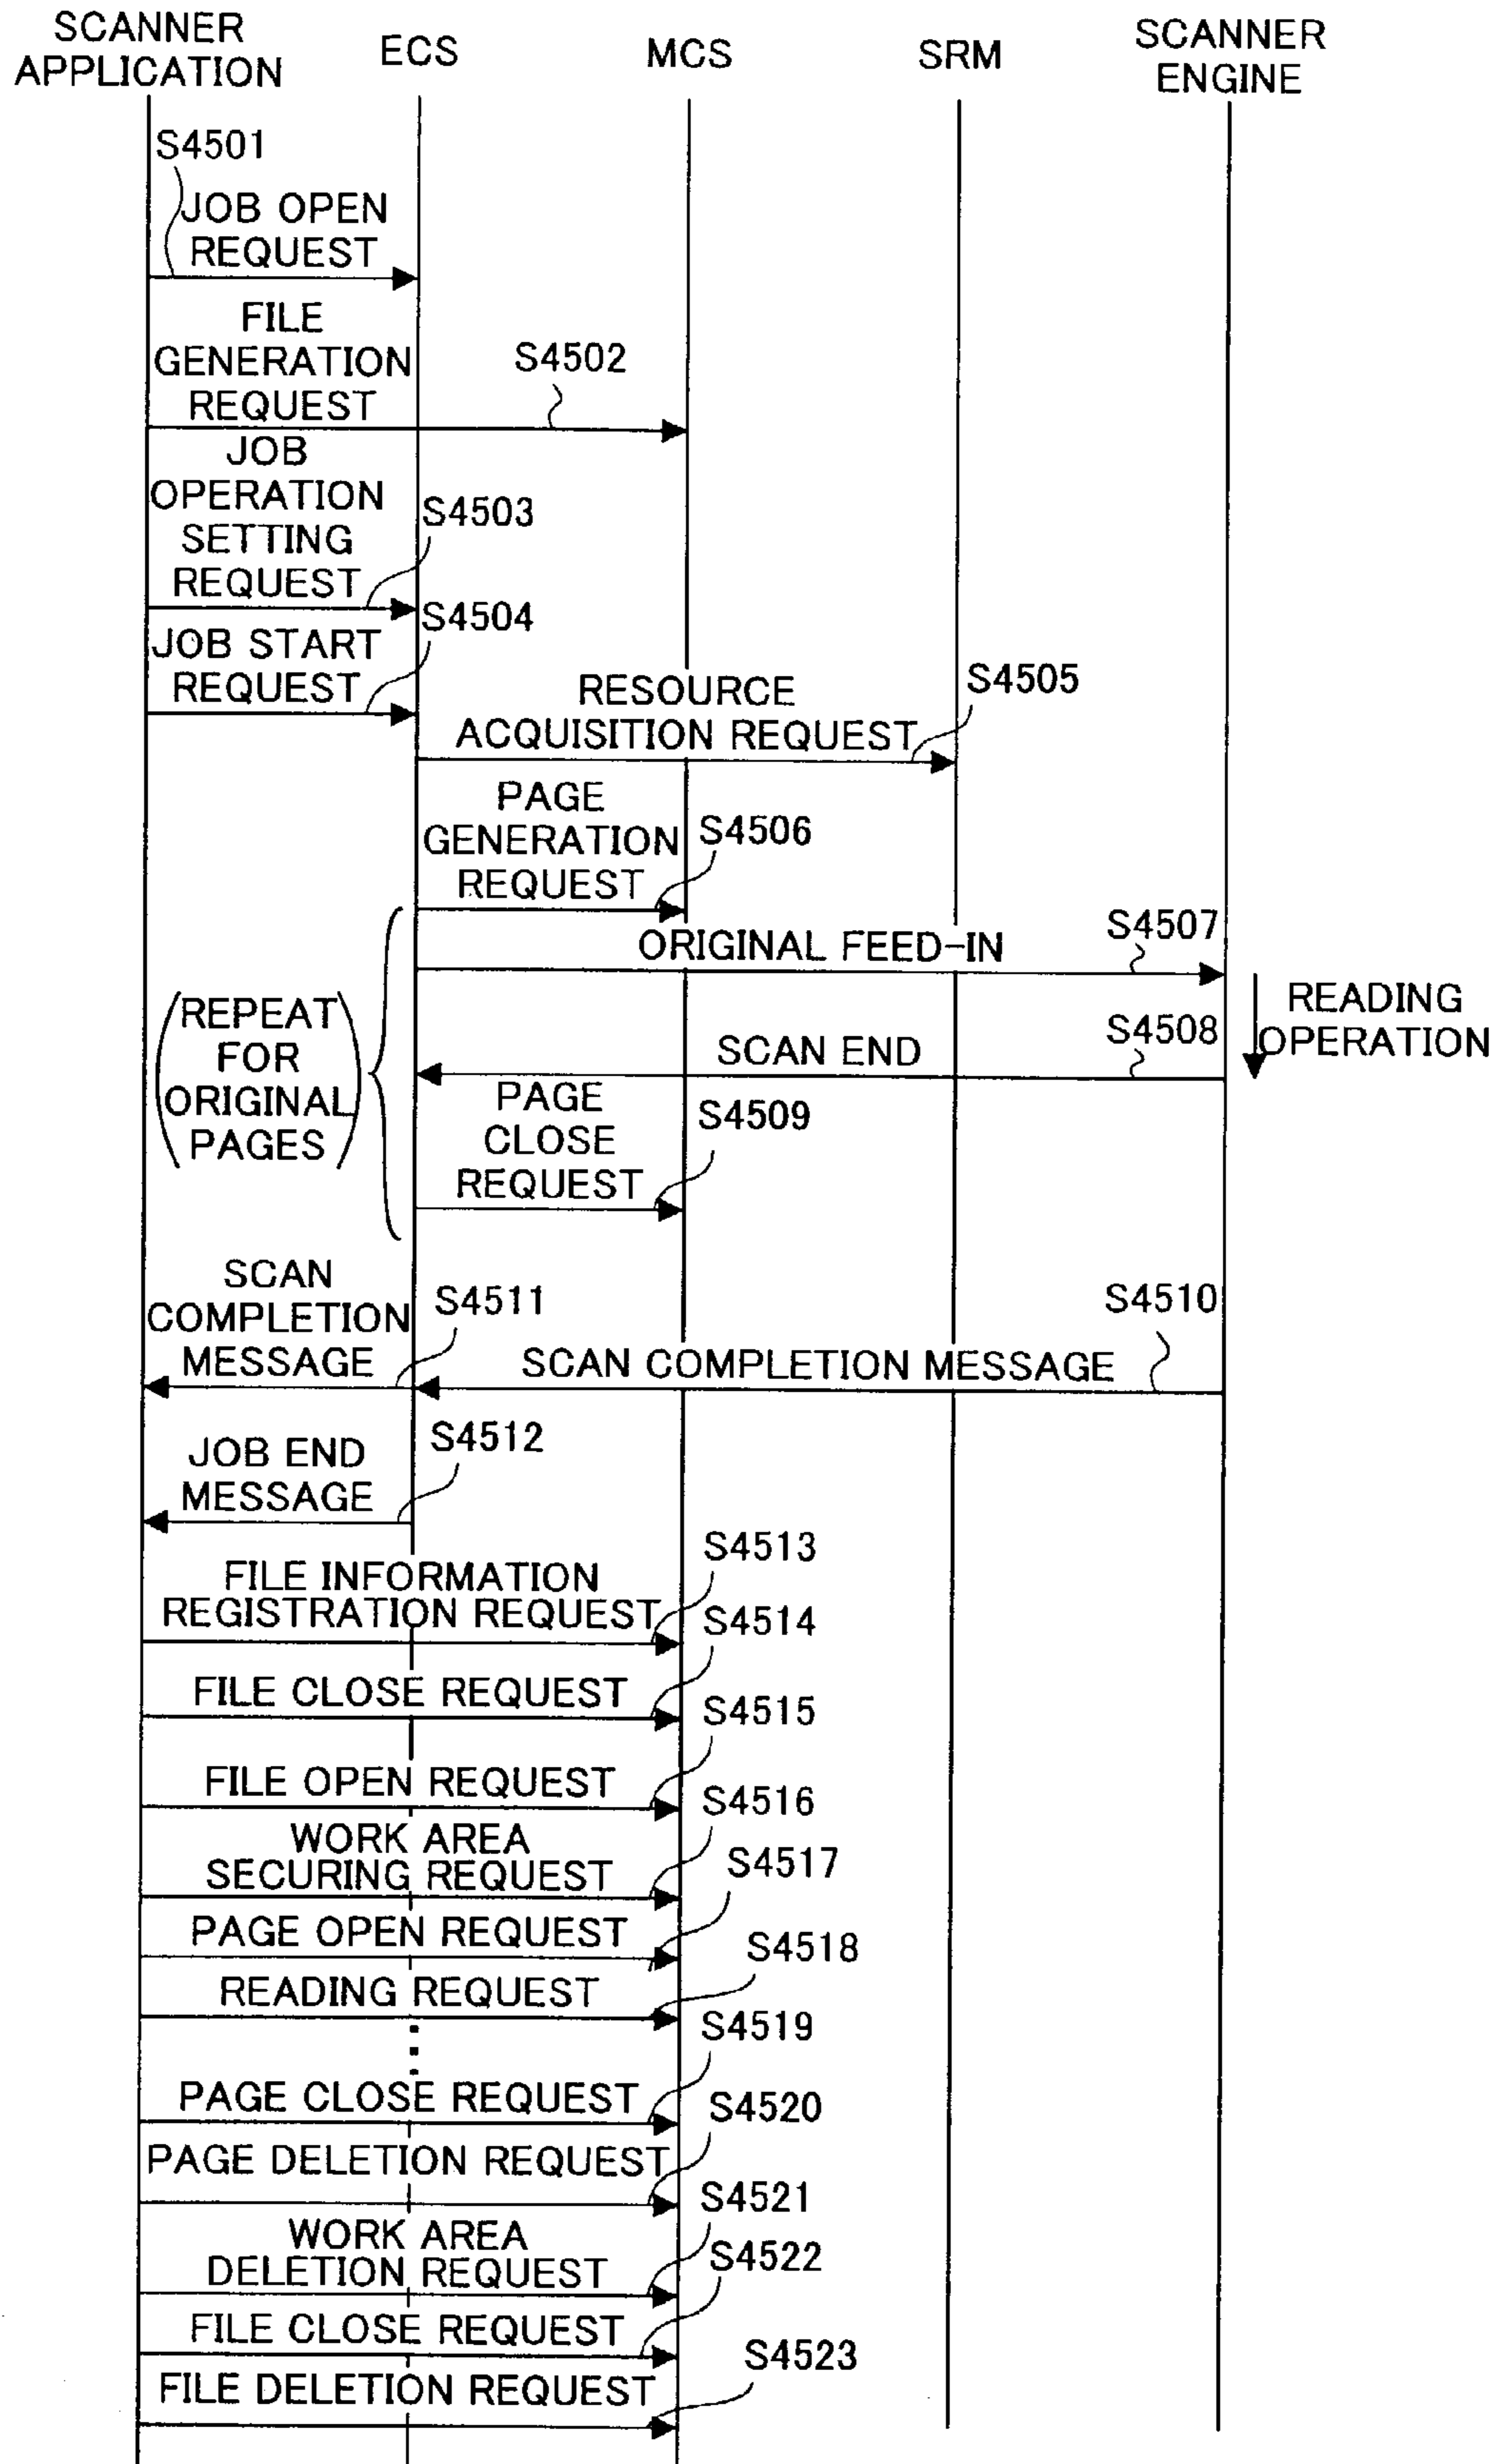 SCANNER
APPLICATION
ECS
MCS
SRM
SCANNER
ENGINE
S4501
JOB OPEN
REQUEST
FILE
GENERATION
REQUEST
S4502
JOB
OPERATION
SETTING
REQUEST
S4503
JOB START
REQUEST
S4504
RESOURCE
ACQUISITION REQUEST
S4505
PAGE
GENERATION
REQUEST
S4506
ORIGINAL FEED-IN
S4507
READING
OPERATION
(REPEAT
FOR
ORIGINAL
PAGES)
SCAN END
S4508
PAGE
CLOSE
REQUEST
S4509
SCAN
COMPLETION
MESSAGE
S4511
SCAN COMPLETION MESSAGE
S4510
JOB END
MESSAGE
S4512
FILE INFORMATION
REGISTRATION REQUEST
S4513
FILE CLOSE REQUEST
S4514
FILE OPEN REQUEST
S4515
WORK AREA
SECURING REQUEST
S4516
PAGE OPEN REQUEST
S4517
READING REQUEST
S4518
PAGE CLOSE REQUEST
S4519
PAGE DELETION REQUEST
S4520
WORK AREA
DELETION REQUEST
S4521
FILE CLOSE REQUEST
S4522
FILE DELETION REQUEST
S4523